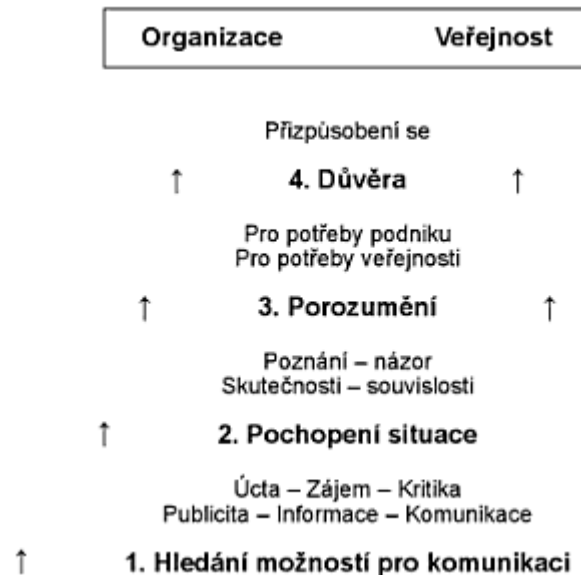 Organizace Veřejnost
Přizpůsobení se
↑ 4. Důvěra ↑
Pro potřeby podniku
Pro potřeby veřejnosti
↑ 3. Porozumění ↑
Poznání – názor
Skutečnosti – souvislosti
↑ 2. Pochopení situace
Úcta – Zájem – Kritika
Publicita – Informace – Komunikace
↑ 1. Hledání možností pro komunikaci